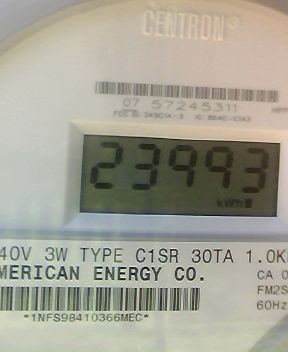 CENTRON®
07 57245311
23993
kWh
40V 3W TYPE C1SR 30TA 1.0K
MERICAN ENERGY CO.
CA 0
FM2S
60Hz
*1NFS98410366MEC*